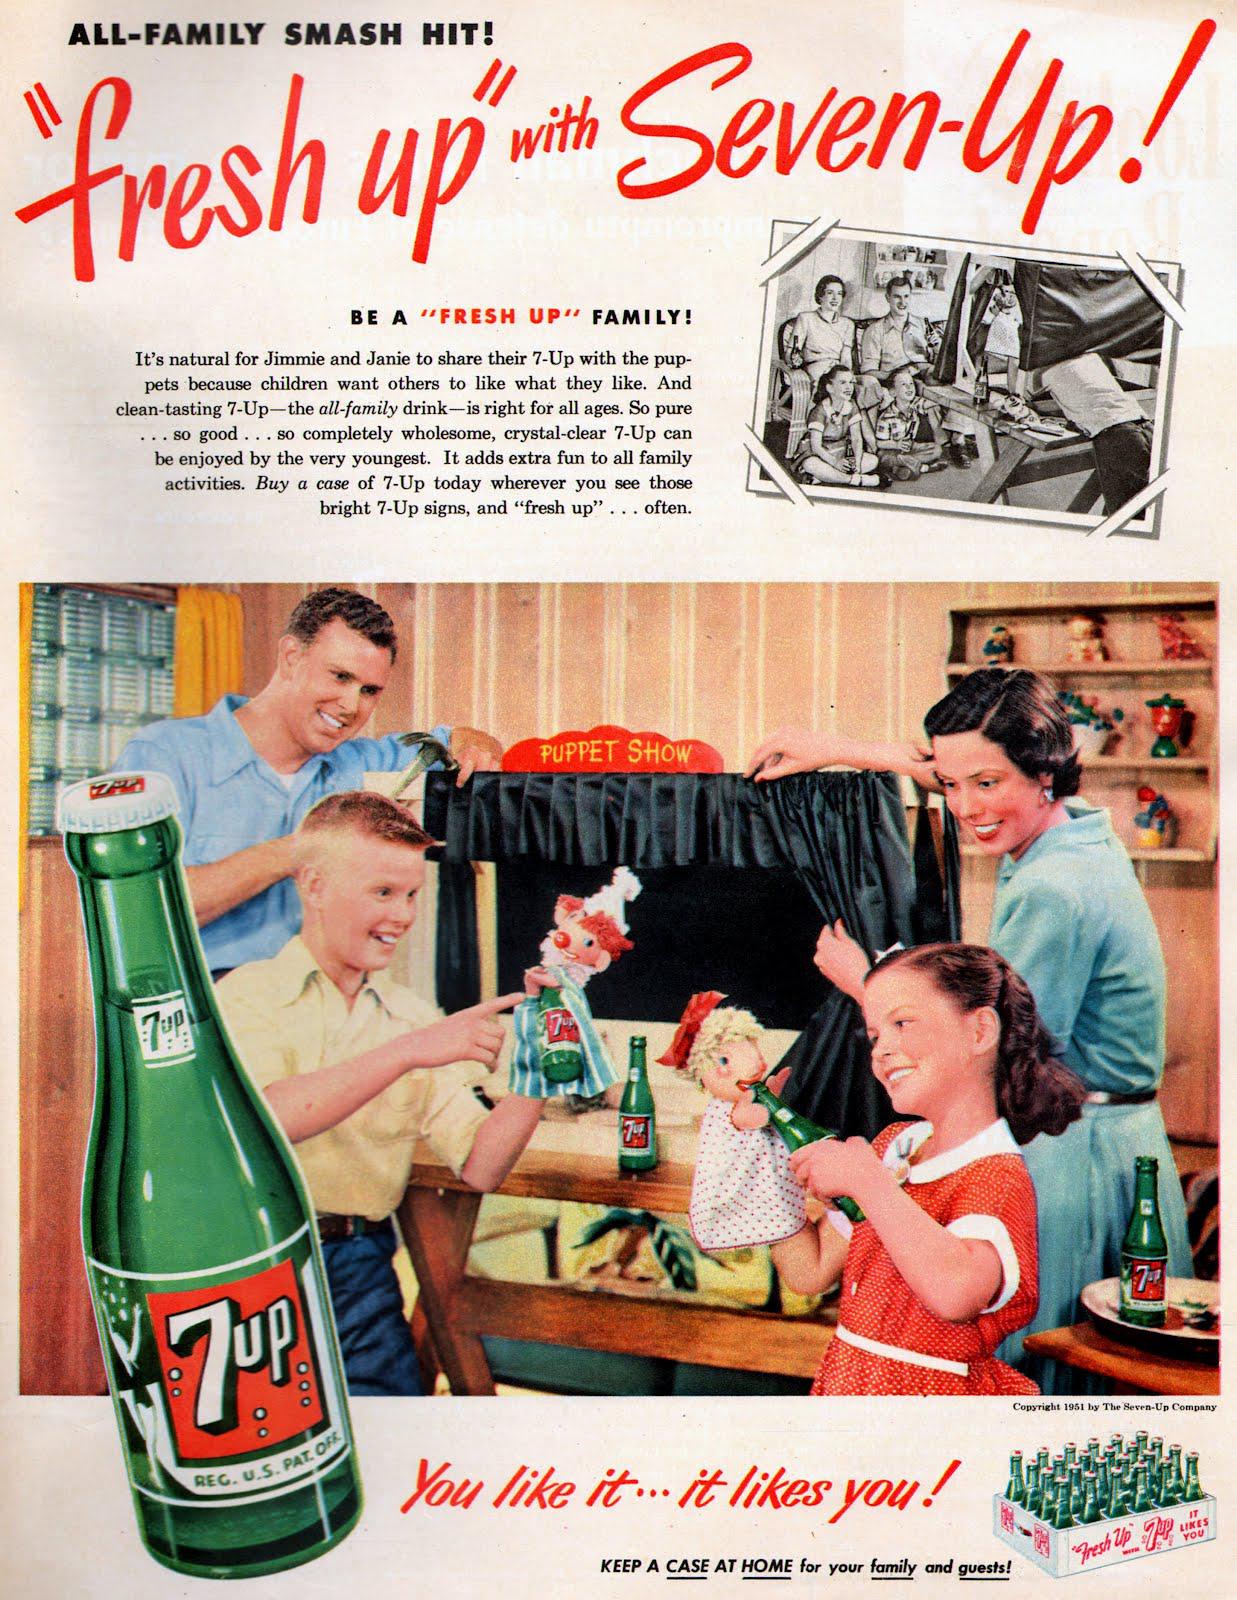 ALL-FAMILY SMASH HIT!
"fresh up" with Seven-Up!
BE A "FRESH UP" FAMILY!
It's natural for Jimmie and Janie to share their 7-Up with the pup-
pets because children want others to like what they like. And
clean-tasting 7-Up—the all-family drink—is right for all ages. So pure
. . . so good . . . so completely wholesome, crystal-clear 7-Up can
be enjoyed by the very youngest. It adds extra fun to all family
activities. Buy a case of 7-Up today wherever you see those
bright 7-Up signs, and "fresh up" . . . often.
PUPPET SHOW
7up
7up
7up
7up
7up
7up
7up
REG. U.S. PAT. OFF.
Copyright 1951 by The Seven-Up Company
You like it... it likes you!
"Fresh Up" WITH 7up IT LIKES YOU
KEEP A CASE AT HOME for your family and guests!